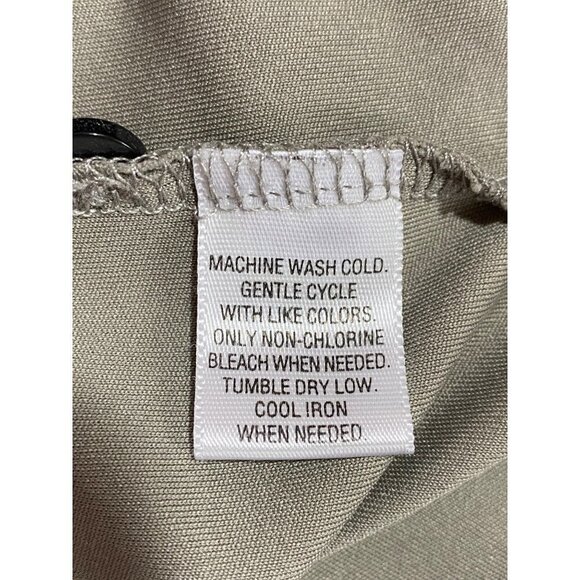 MACHINE WASH COLD.
GENTLE CYCLE
WITH LIKE COLORS.
ONLY NON-CHLORINE
BLEACH WHEN NEEDED.
TUMBLE DRY LOW.
COOL IRON
WHEN NEEDED.